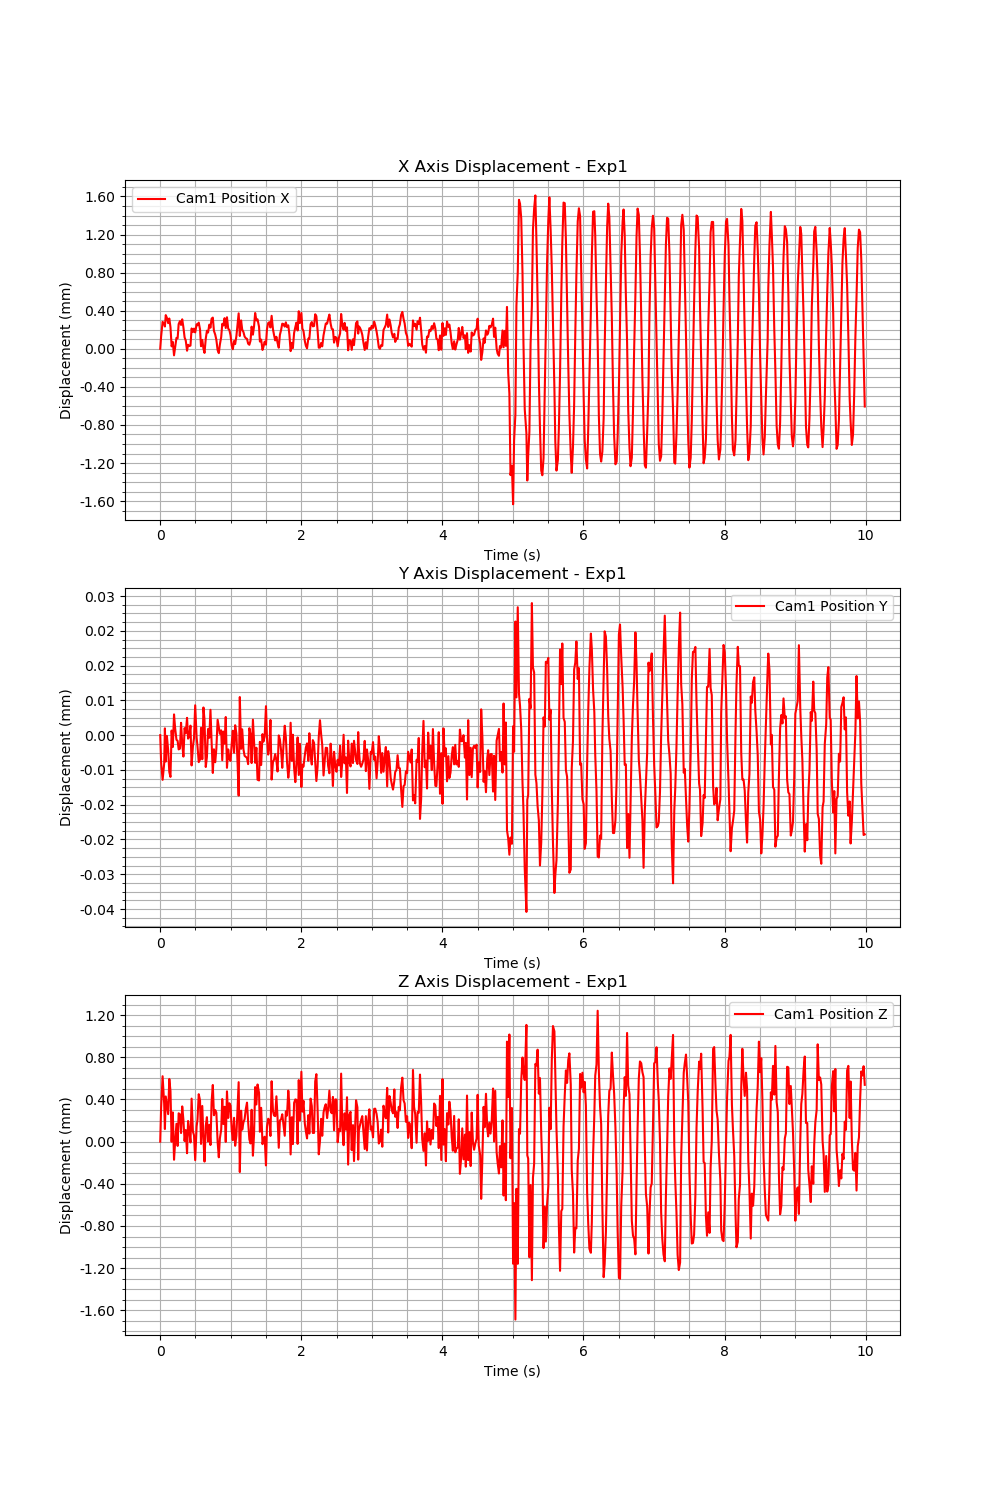 X Axis Displacement - Exp1
Cam1 Position X
1.60
1.20
0.80
0.40
0.00
-0.40
-0.80
-1.20
-1.60
Displacement (mm)
0 2 4 6 8 10
Time (s)
Y Axis Displacement - Exp1
Cam1 Position Y
0.03
0.02
0.02
0.01
0.00
-0.01
-0.02
-0.02
-0.03
-0.04
Displacement (mm)
0 2 4 6 8 10
Time (s)
Z Axis Displacement - Exp1
Cam1 Position Z
1.20
0.80
0.40
0.00
-0.40
-0.80
-1.20
-1.60
Displacement (mm)
0 2 4 6 8 10
Time (s)